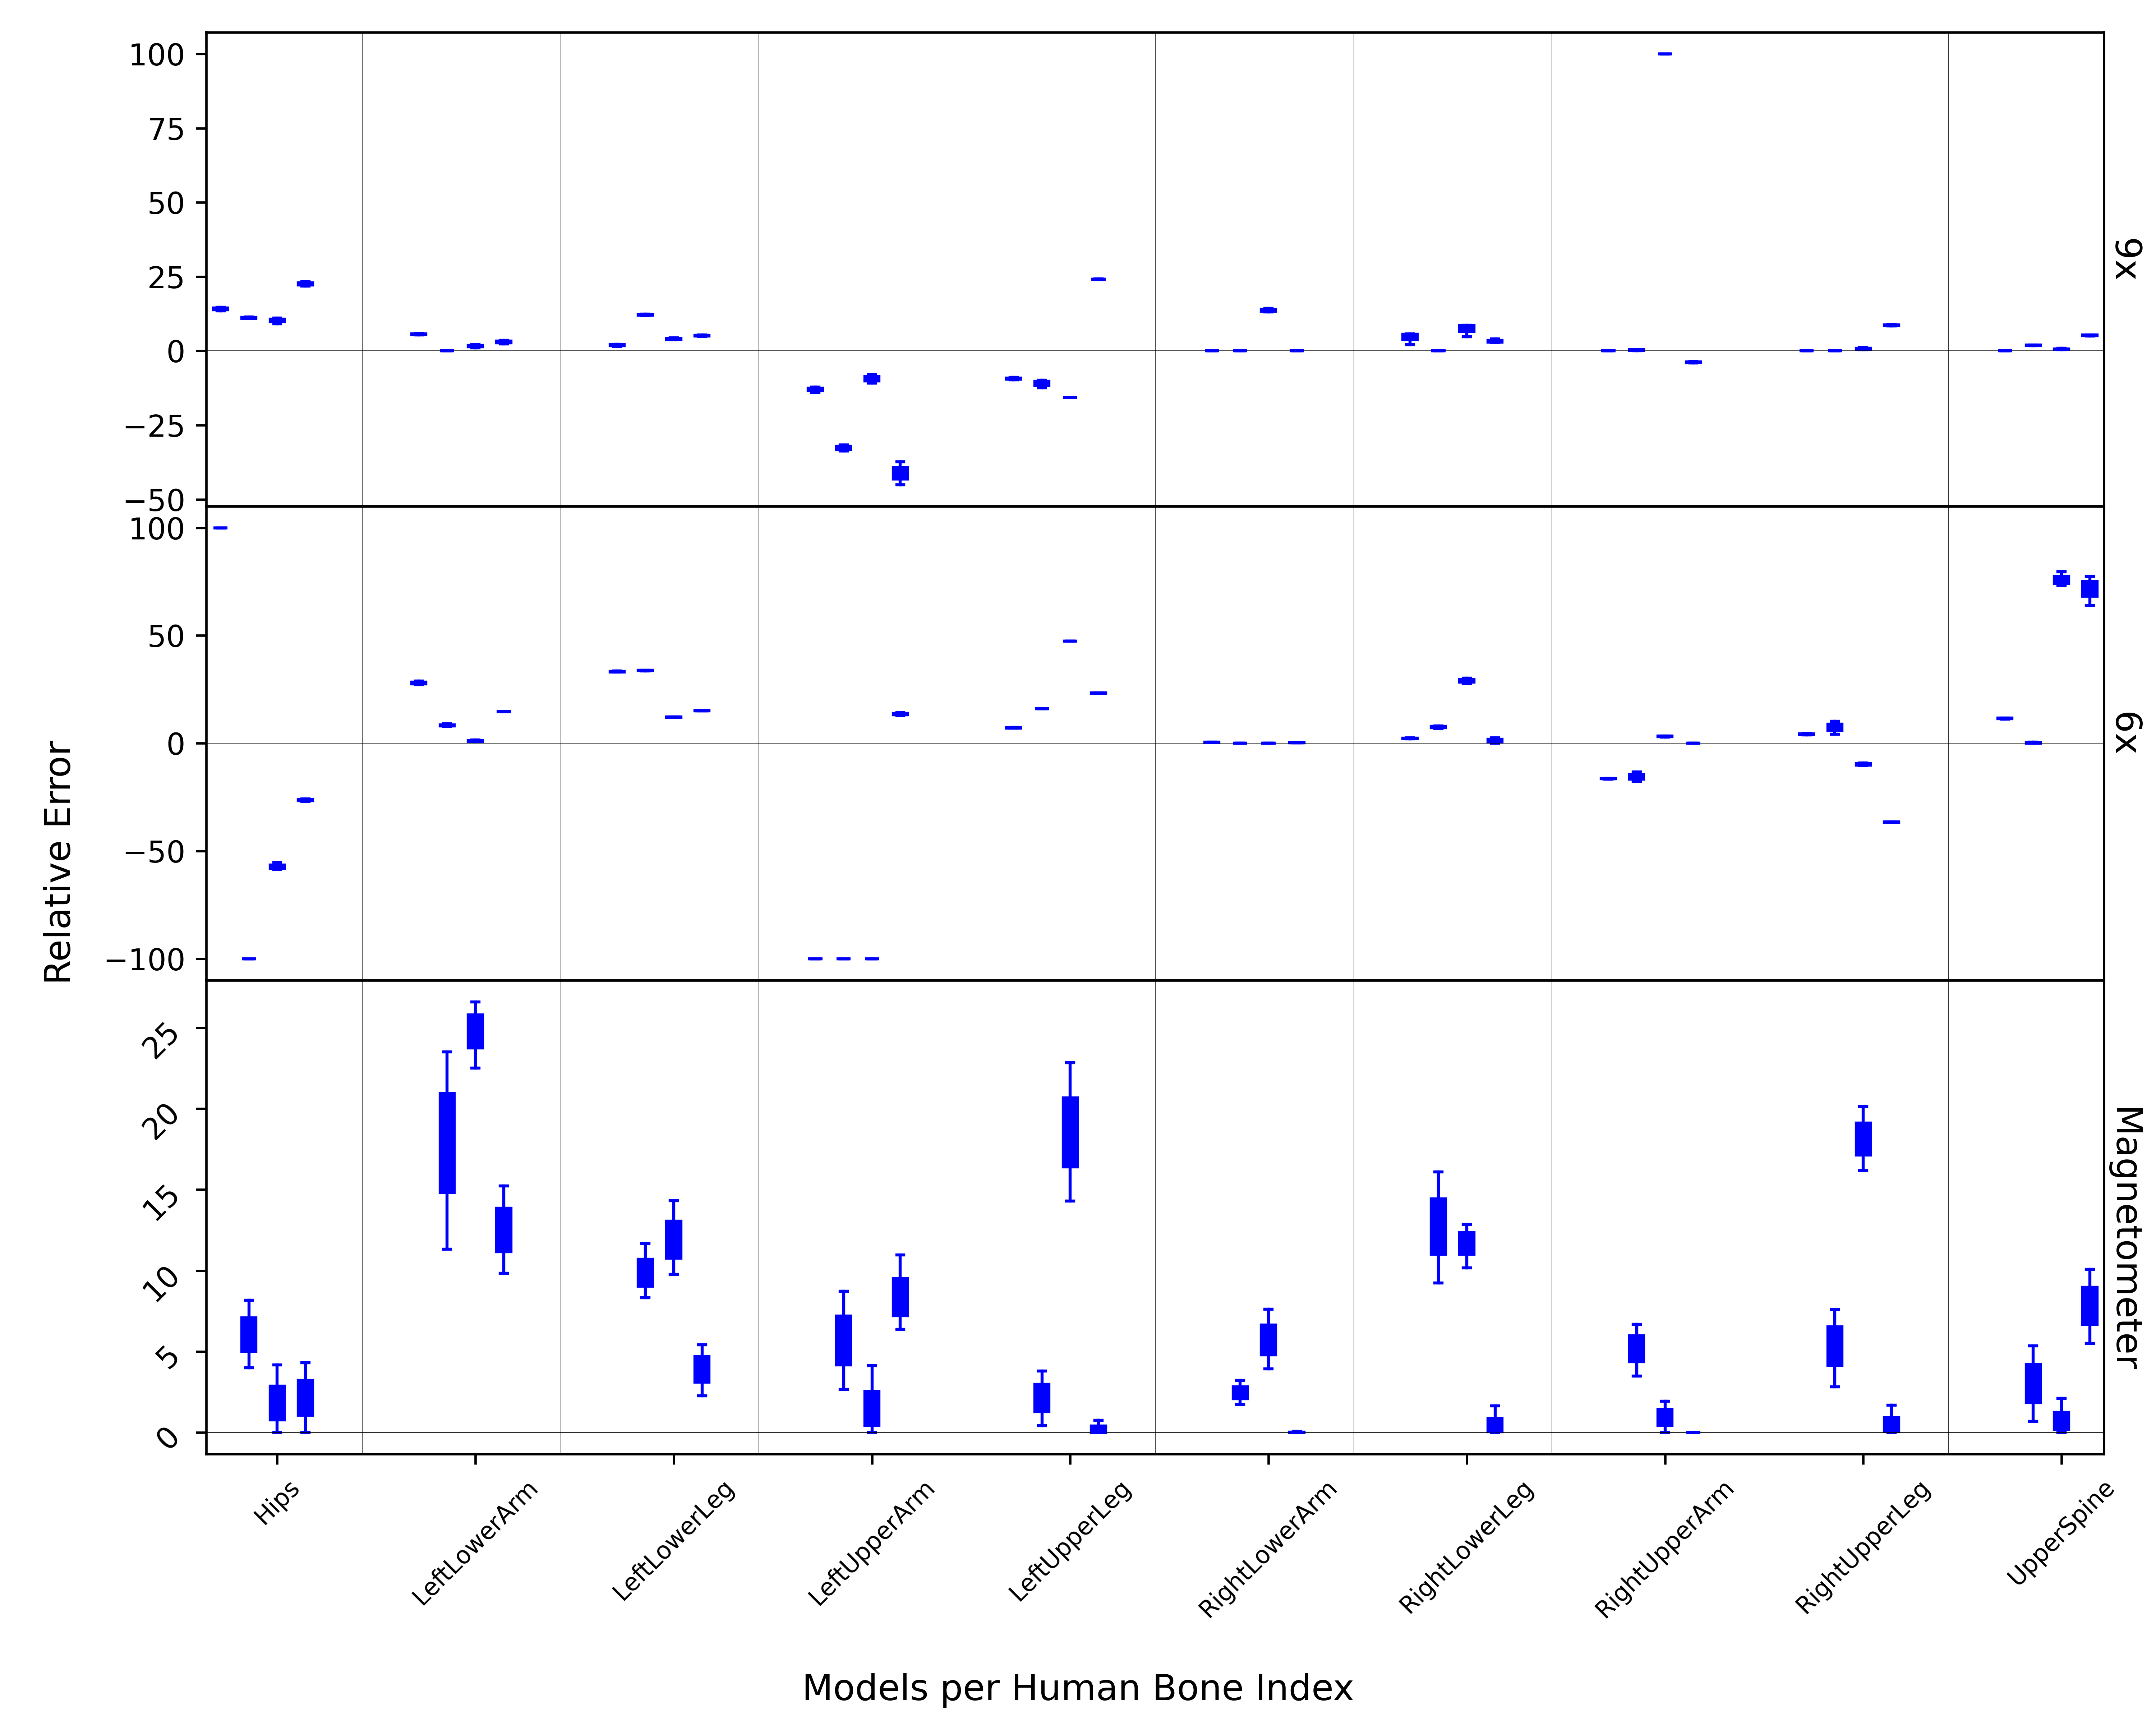 100
75
50
25
0
−25
−50
9x
100
50
0
−50
−100
6x
Relative Error
25
20
15
10
5
0
Magnetometer
Hips
LeftLowerArm
LeftLowerLeg
LeftUpperArm
LeftUpperLeg
RightLowerArm
RightLowerLeg
RightUpperArm
RightUpperLeg
UpperSpine
Models per Human Bone Index